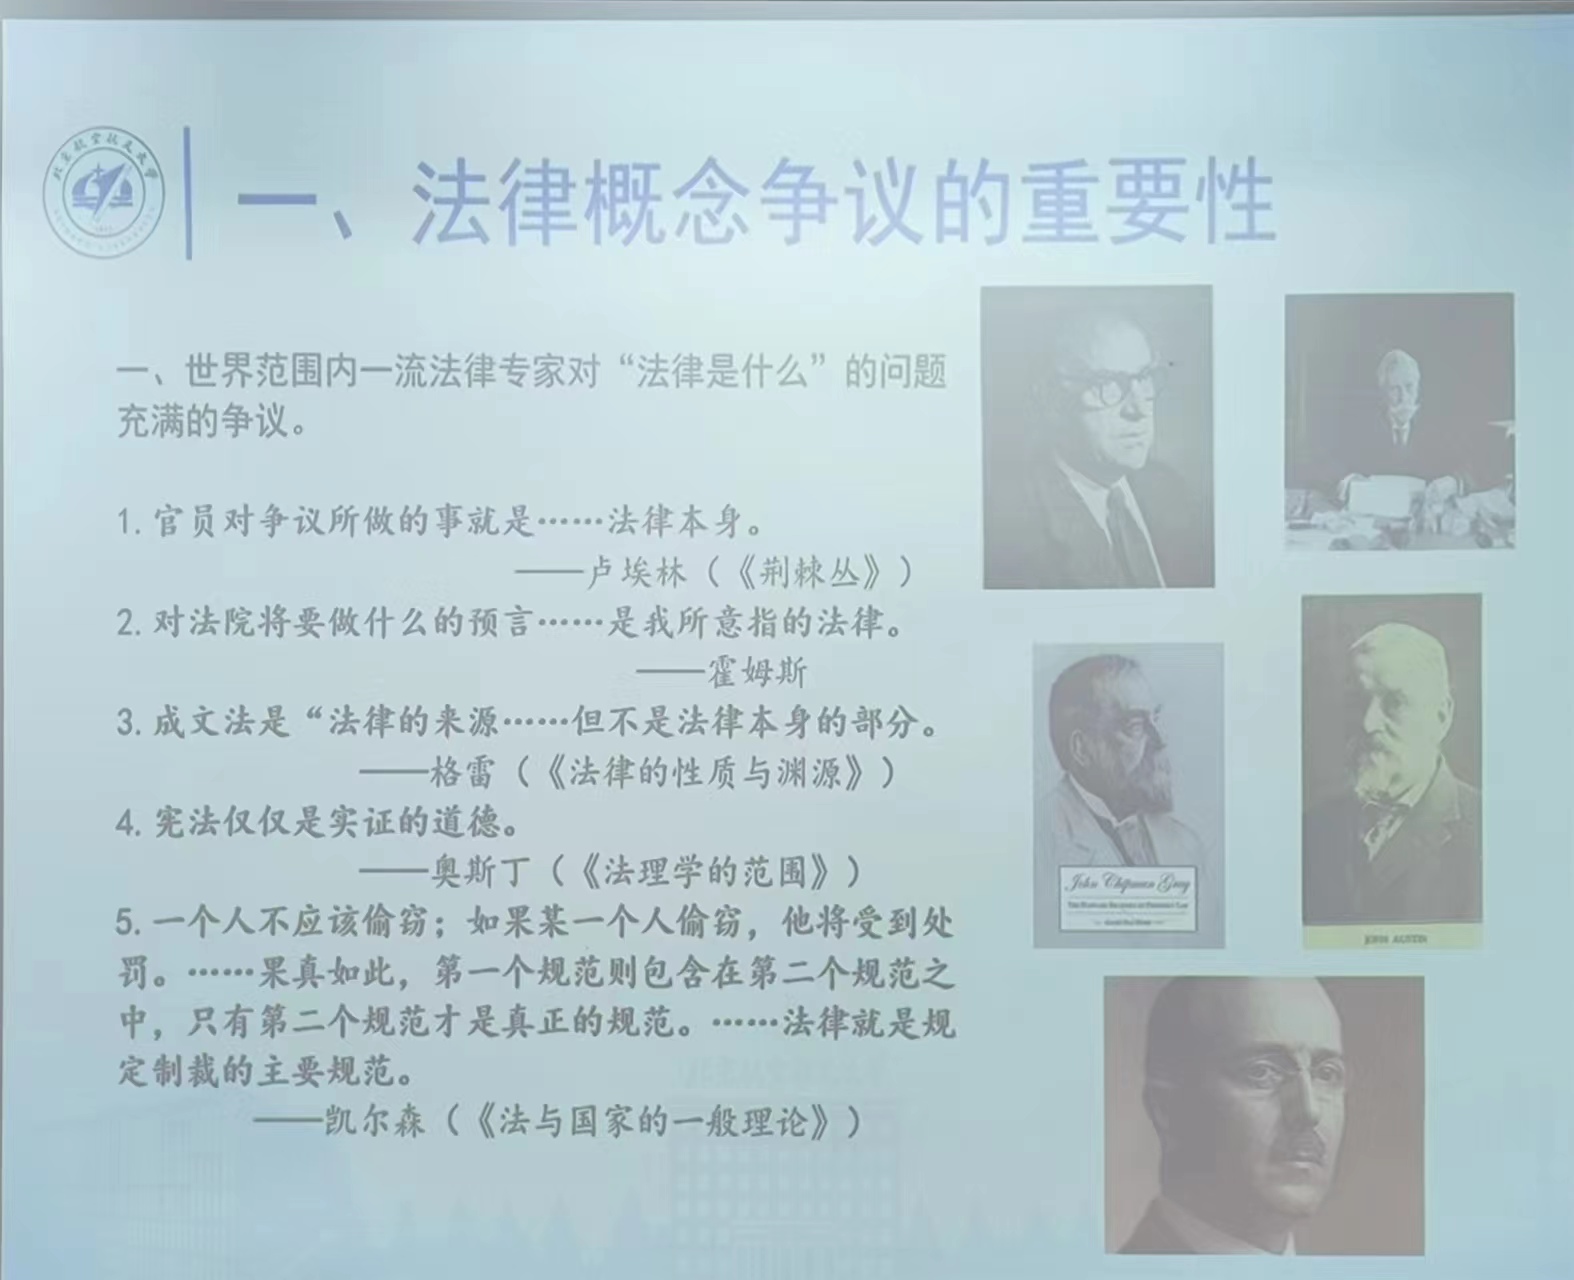 北京航空航天大学
一、法律概念争议的重要性
一、世界范围内一流法律专家对“法律是什么”的问题
充满的争议。
1.官员对争议所做的事就是……法律本身。
——卢埃林（《荆棘丛》）
2.对法院将要做什么的预言……是我所意指的法律。
——霍姆斯
3.成文法是“法律的来源……但不是法律本身的部分。
——格雷（《法律的性质与渊源》）
4.宪法仅仅是实证的道德。
——奥斯丁（《法理学的范围》）
5.一个人不应该偷窃；如果某一个人偷窃，他将受到处
罚。……果真如此，第一个规范则包含在第二个规范之
中，只有第二个规范才是真正的规范。……法律就是规
定制裁的主要规范。
——凯尔森（《法与国家的一般理论》）
John Chipman Gray
JOHN AUSTIN